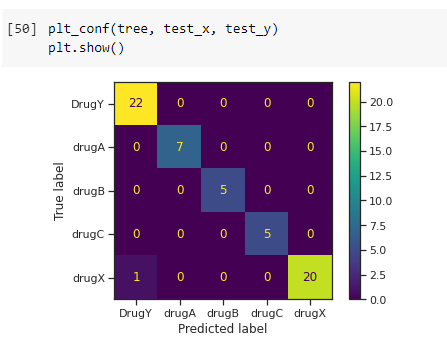 [50] plt_conf(tree, test_x, test_y)
plt.show()
DrugY 22 0 0 0 0
drugA 0 7 0 0 0
drugB 0 0 5 0 0
drugC 0 0 0 5 0
drugX 1 0 0 0 20
DrugY drugA drugB drugC drugX
Predicted label
True label
20.0
17.5
15.0
12.5
10.0
7.5
5.0
2.5
0.0